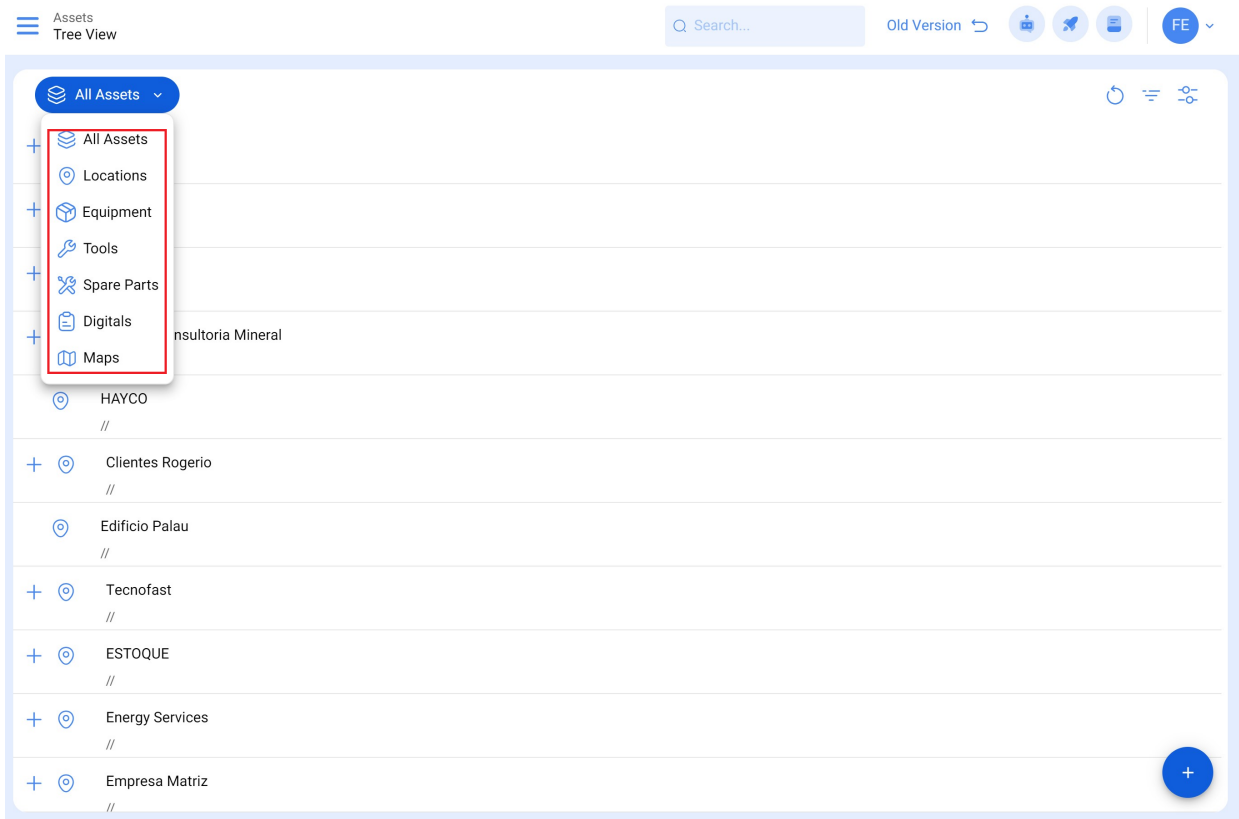 Assets
Tree View
Search...
Old Version
FE
All Assets
All Assets
Locations
Equipment
Tools
Spare Parts
Digitals
Maps
nsultoria Mineral
HAYCO
//
Clientes Rogerio
//
Edificio Palau
//
Tecnofast
//
ESTOQUE
//
Energy Services
//
Empresa Matriz
//